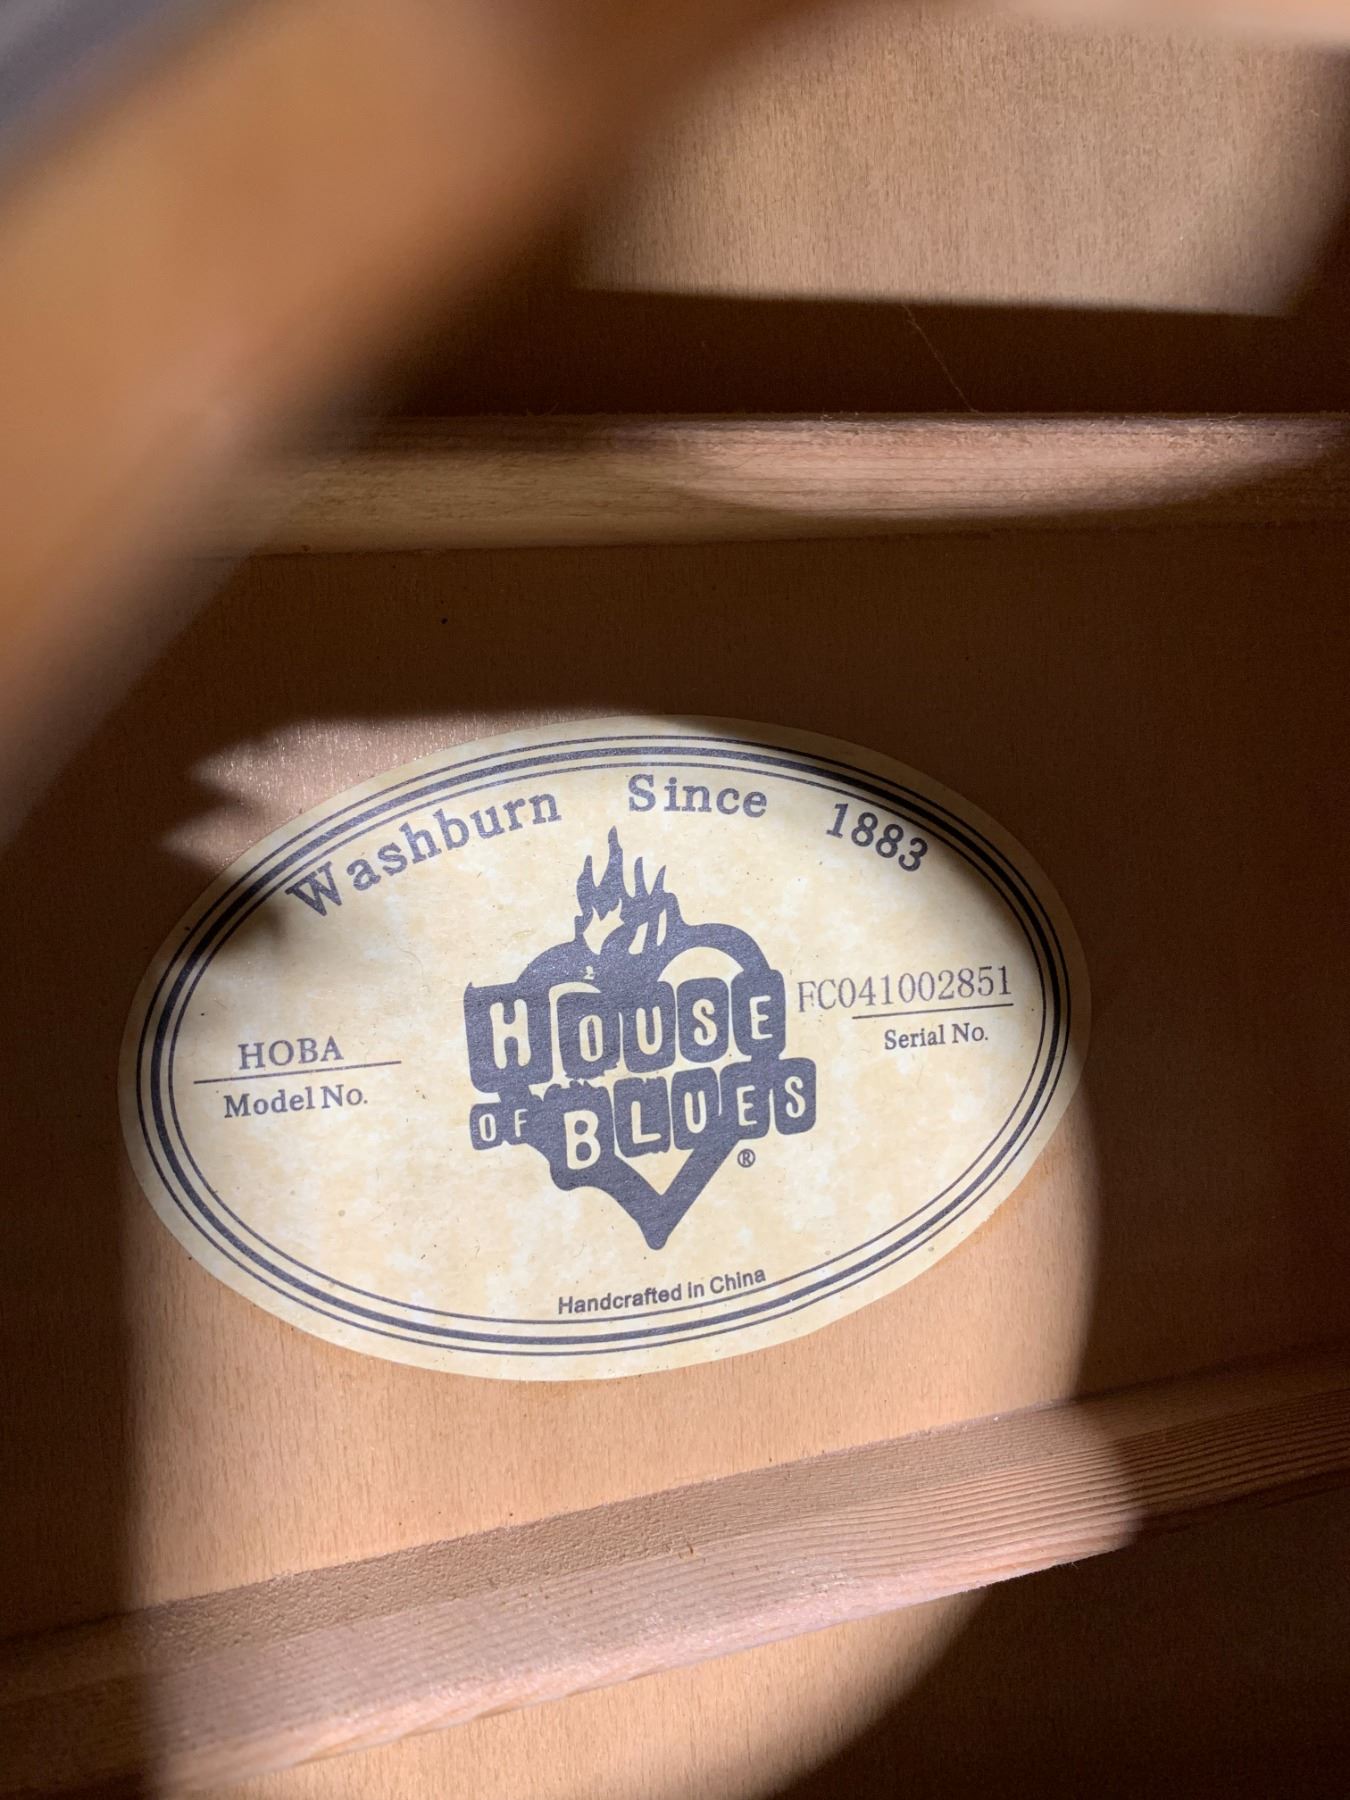 Washburn Since 1883
HOUSE
OF BLUES
®
HOBA
Model No.
FC041002851
Serial No.
Handcrafted in China